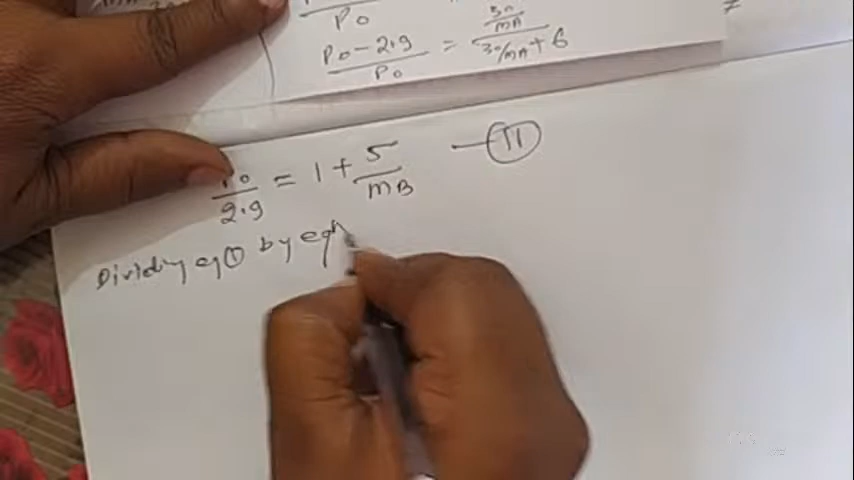 P₀
P₀ - 2.9 / P₀ = 30/MA / 30/MA + 6
/ 2.9 = 1 + 5 / MB — (II)
Dividing eq (I) by eqn